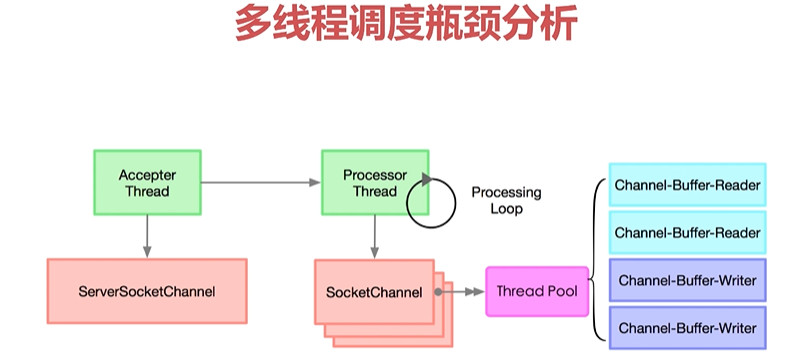 多线程调度瓶颈分析
Accepter
Thread
Processor
Thread
Processing
Loop
ServerSocketChannel
SocketChannel
Thread Pool
Channel-Buffer-Reader
Channel-Buffer-Reader
Channel-Buffer-Writer
Channel-Buffer-Writer